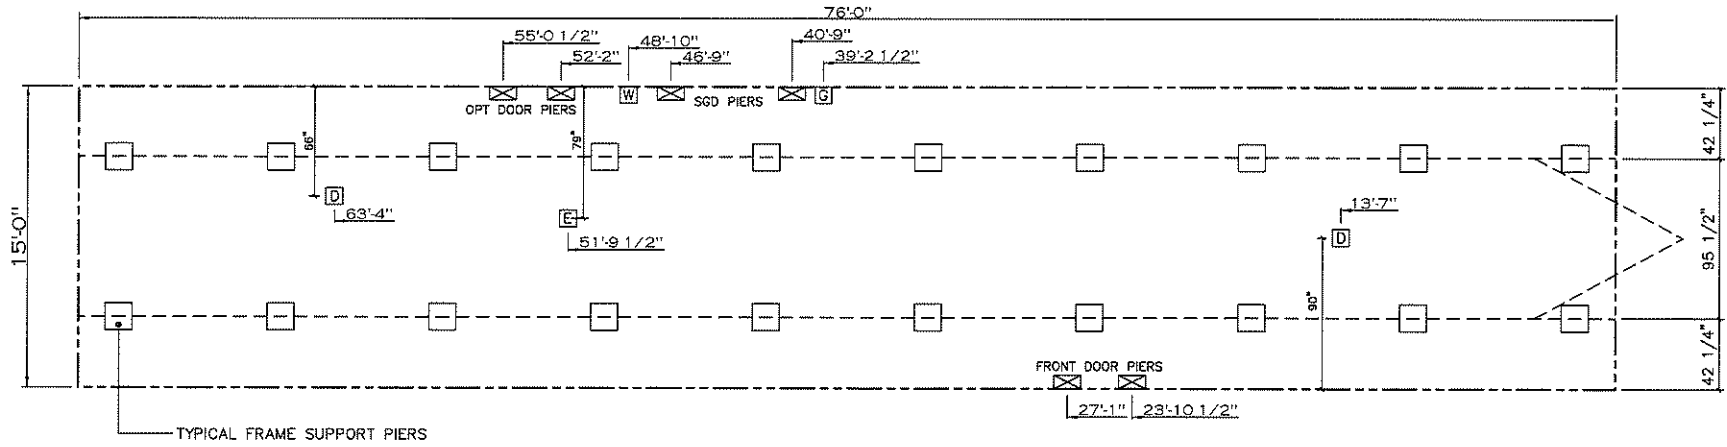 76'-0"
55'-0 1/2"
48'-10"
40'-9"
52'-2"
46'-9"
39'-2 1/2"
W
G
OPT DOOR PIERS
SGD PIERS
42 1/4"
66"
79"
15'-0"
D
63'-4"
E
51'-9 1/2"
13'-7"
D
95 1/2"
90"
FRONT DOOR PIERS
42 1/4"
27'-1"
23'-10 1/2"
TYPICAL FRAME SUPPORT PIERS